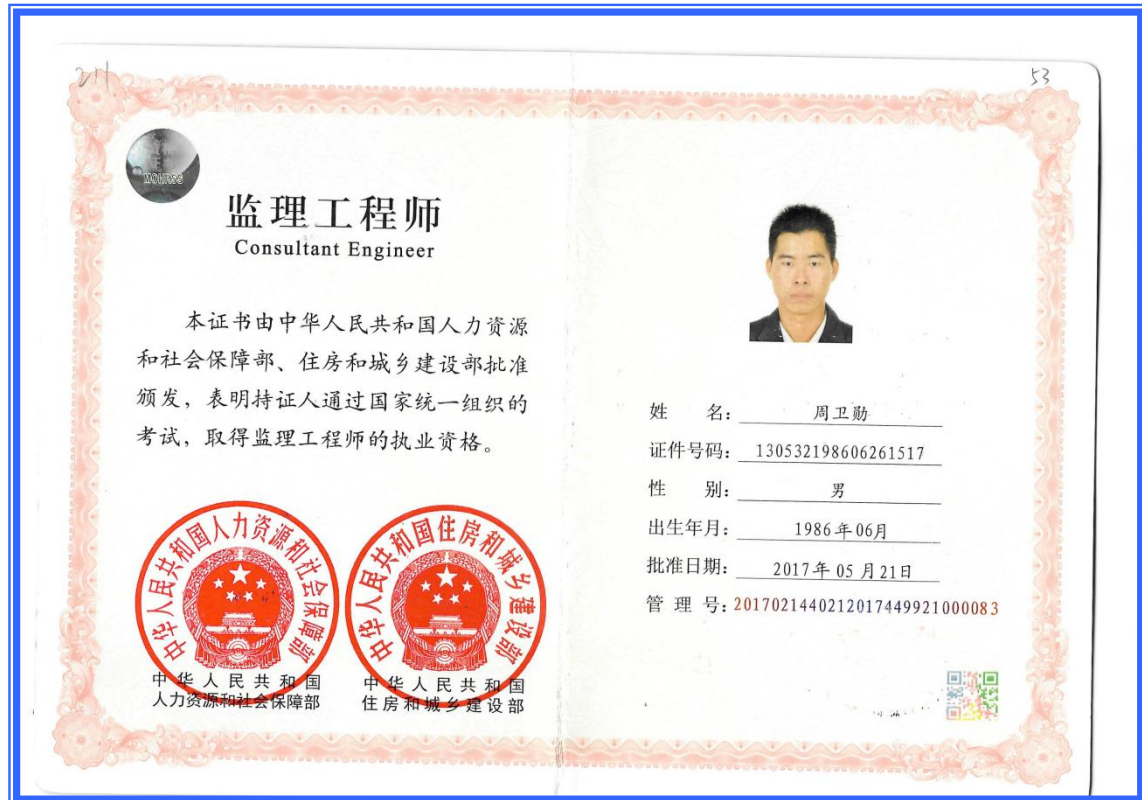 211
53
MOHRSS
监理工程师
Consultant Engineer
本证书由中华人民共和国人力资源
和社会保障部、住房和城乡建设部批准
颁发，表明持证人通过国家统一组织的
考试，取得监理工程师的执业资格。
中华人民共和国人力资源和社会保障部
中华人民共和国住房和城乡建设部
中华人民共和国
人力资源和社会保障部
中华人民共和国
住房和城乡建设部
姓 名： 周卫勋
证件号码： 130532198606261517
性 别： 男
出生年月： 1986年06月
批准日期： 2017年05月21日
管理号：2017021440212017449921000083